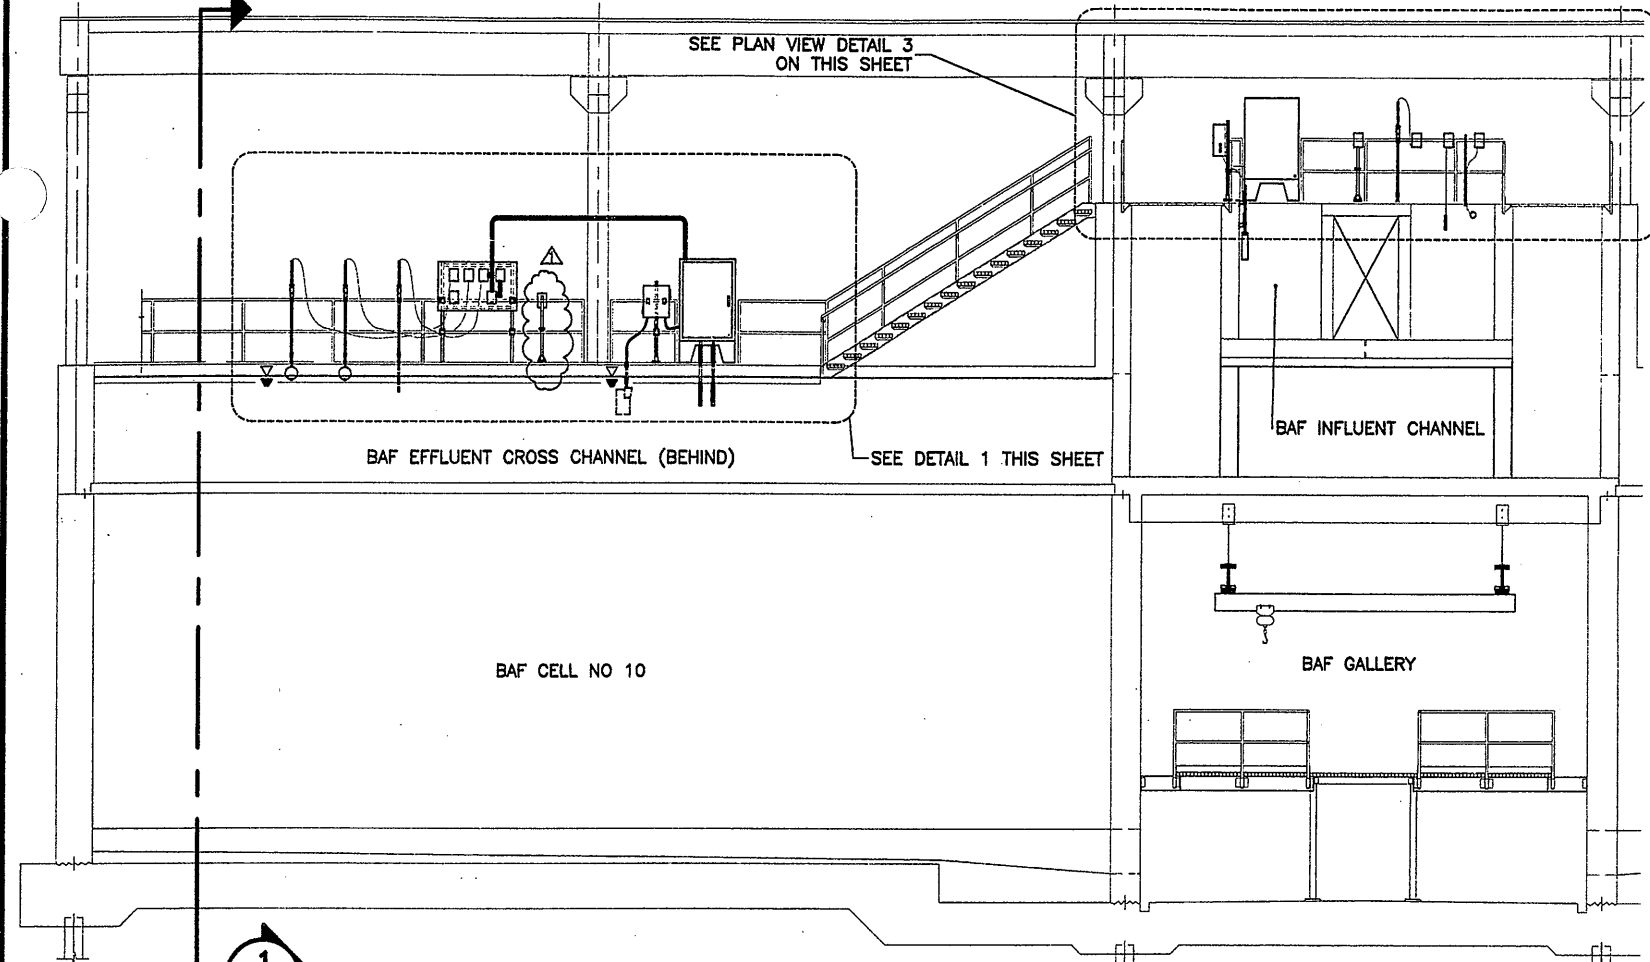 SEE PLAN VIEW DETAIL 3
ON THIS SHEET
1
BAF EFFLUENT CROSS CHANNEL (BEHIND)
SEE DETAIL 1 THIS SHEET
BAF INFLUENT CHANNEL
BAF CELL NO 10
BAF GALLERY
1